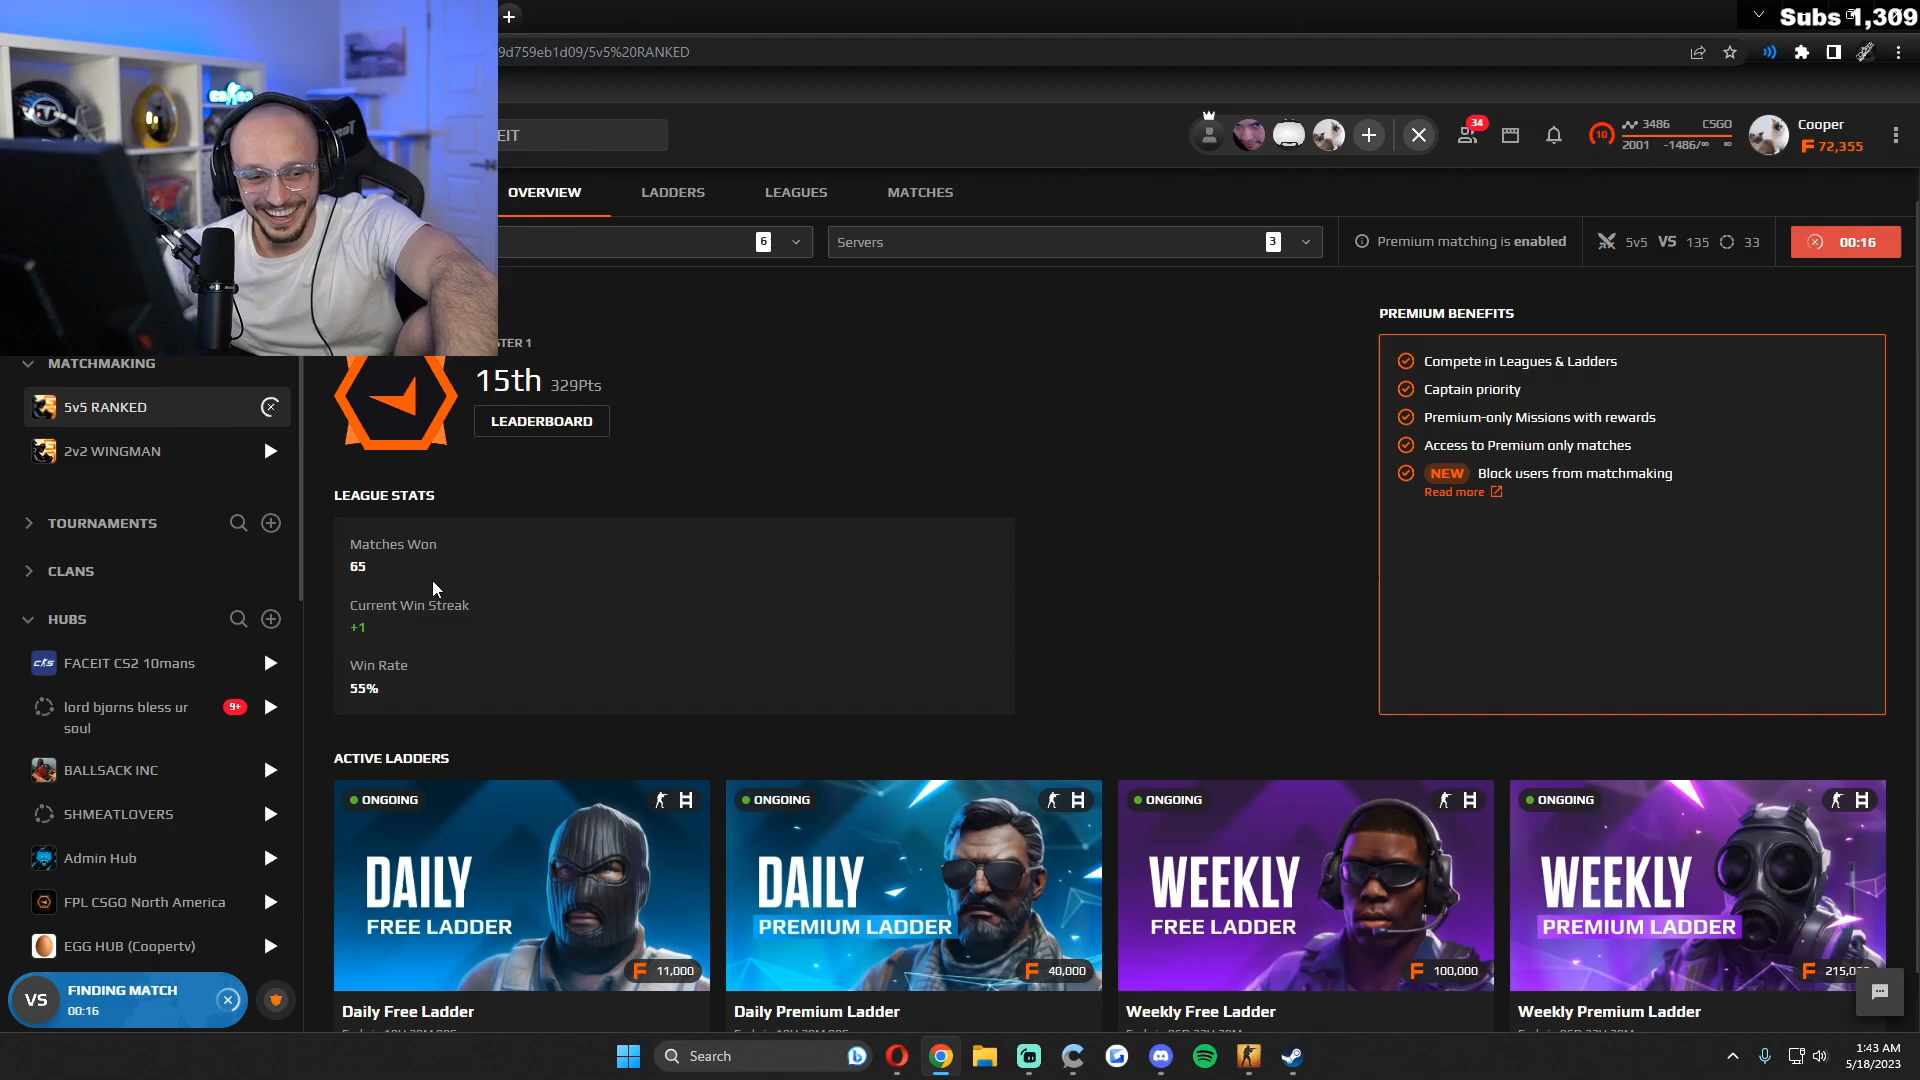 Subs 1,309
9d759eb1d09/5v5%20RANKED
EIT
34
10
3486 CSGO
2001 -1486/∞ ∞
Cooper
72,355
OVERVIEW
LADDERS
LEAGUES
MATCHES
6
Servers
3
Premium matching is enabled
5v5 VS 135 33
00:16
MATCHMAKING
5v5 RANKED
2v2 WINGMAN
TOURNAMENTS
CLANS
HUBS
FACEIT CS2 10mans
lord bjorns bless ur
soul
9+
BALLSACK INC
SHMEATLOVERS
Admin Hub
FPL CSGO North America
EGG HUB (Coopertv)
VS
FINDING MATCH
00:16
STER 1
15th 329Pts
LEADERBOARD
LEAGUE STATS
Matches Won
65
Current Win Streak
+1
Win Rate
55%
PREMIUM BENEFITS
Compete in Leagues & Ladders
Captain priority
Premium-only Missions with rewards
Access to Premium only matches
NEW Block users from matchmaking
Read more
ACTIVE LADDERS
ONGOING
DAILY
FREE LADDER
11,000
Daily Free Ladder
ONGOING
DAILY
PREMIUM LADDER
40,000
Daily Premium Ladder
ONGOING
WEEKLY
FREE LADDER
100,000
Weekly Free Ladder
ONGOING
WEEKLY
PREMIUM LADDER
Weekly Premium Ladder
Search
1:43 AM
5/18/2023